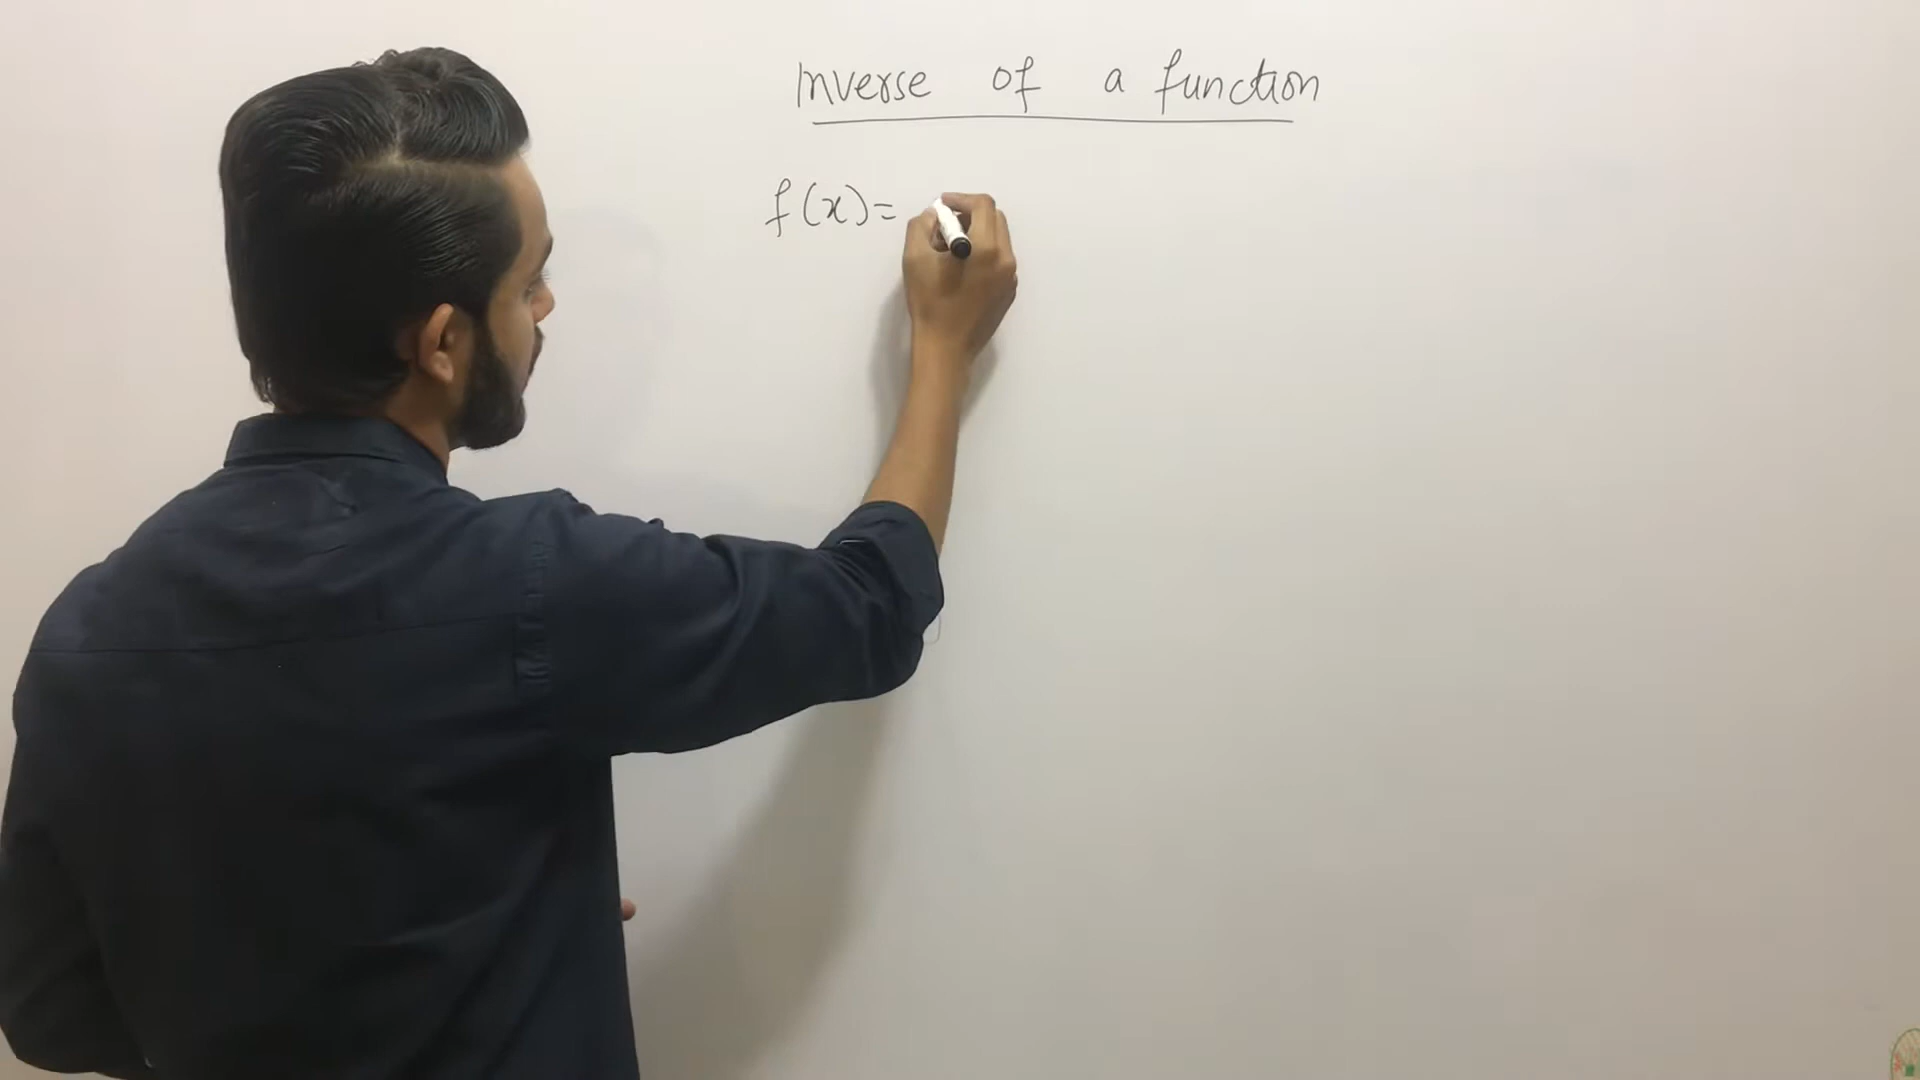 Inverse of a function
f(x)=